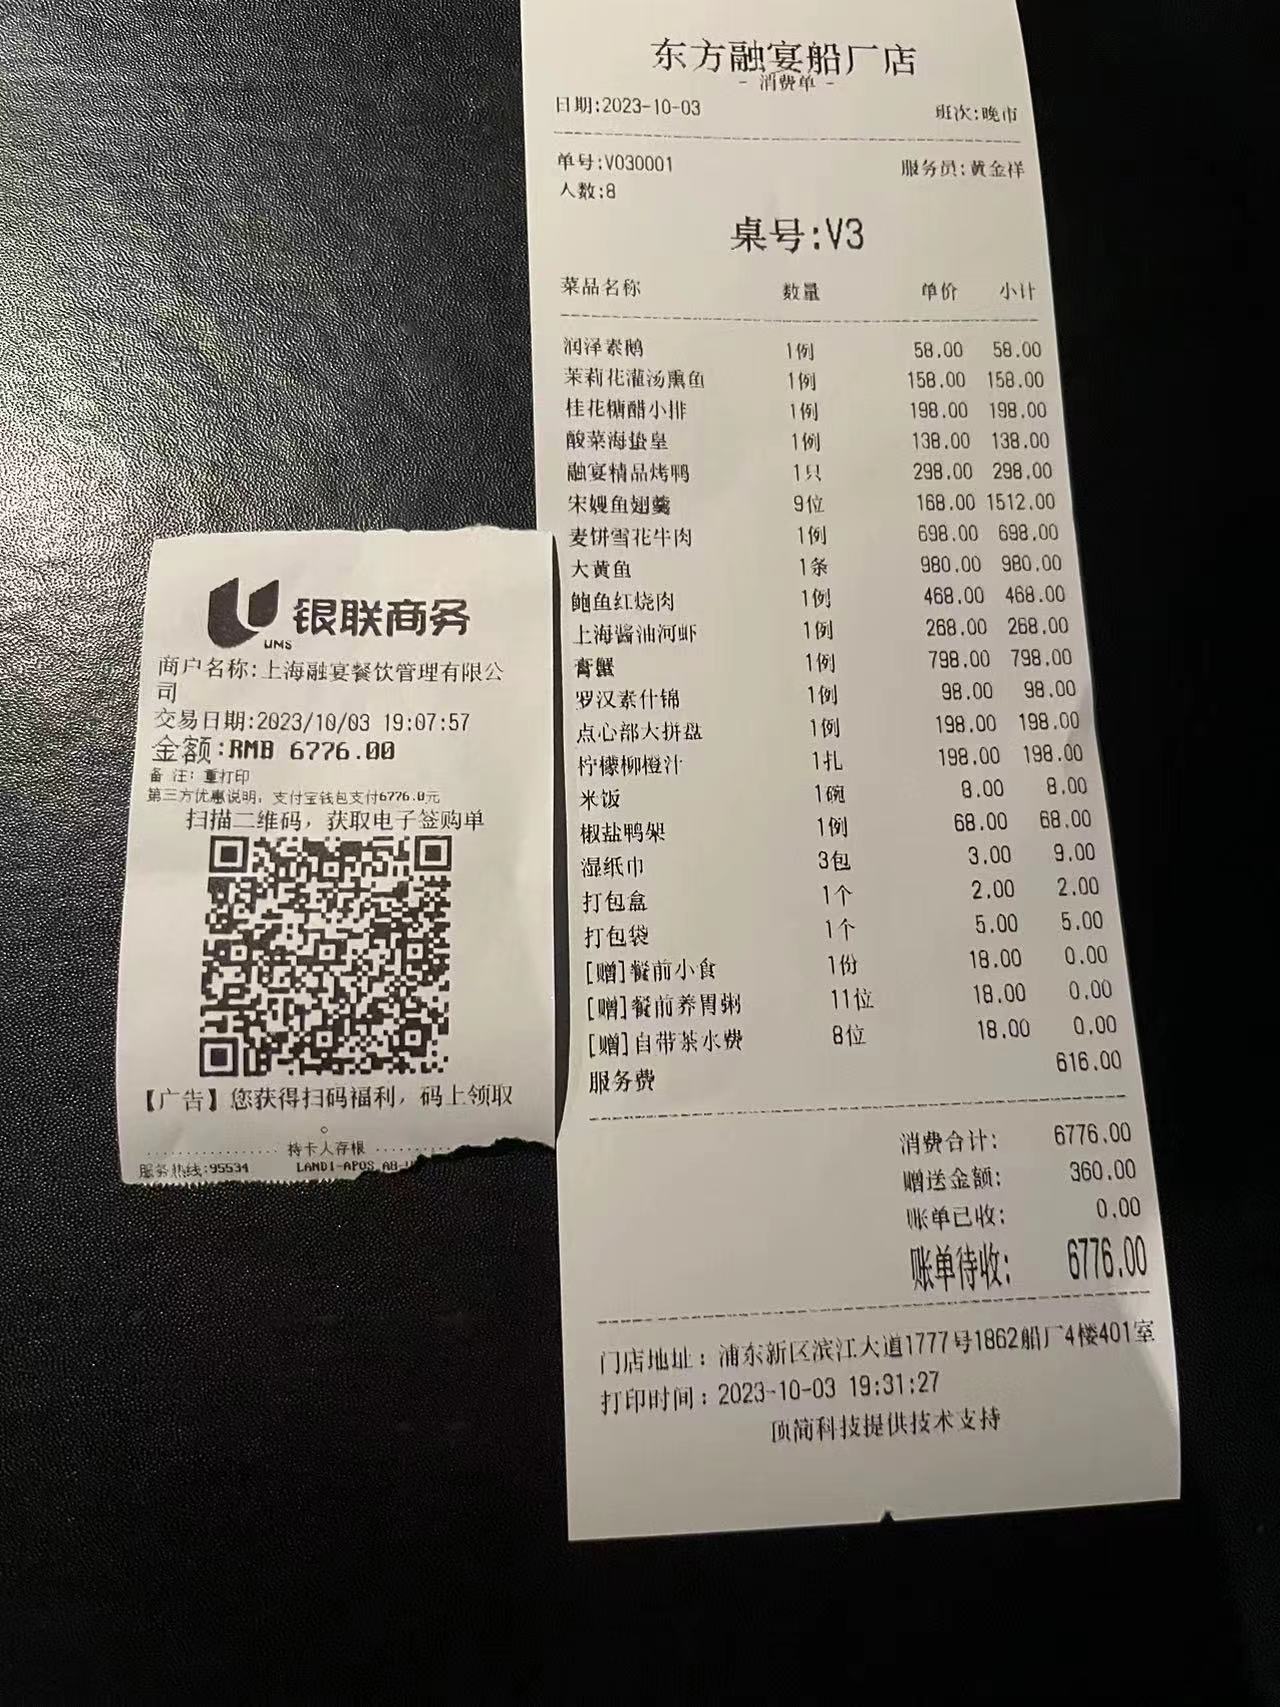 东方融宴船厂店
- 消费单 -
日期:2023-10-03 班次:晚市
单号:V030001 服务员:黄金祥
人数:8
桌号:V3
菜品名称 数量 单价 小计
润泽素鹅 1例 58.00 58.00
茉莉花灌汤熏鱼 1例 158.00 158.00
桂花糖醋小排 1例 198.00 198.00
酸菜海蜇皇 1例 138.00 138.00
融宴精品烤鸭 1只 298.00 298.00
宋嫂鱼翅羹 9位 168.00 1512.00
麦饼雪花牛肉 1例 698.00 698.00
大黄鱼 1条 980.00 980.00
鲍鱼红烧肉 1例 468.00 468.00
上海酱油河虾 1例 268.00 268.00
膏蟹 1例 798.00 798.00
罗汉素什锦 1例 98.00 98.00
点心部大拼盘 1例 198.00 198.00
柠檬柳橙汁 1扎 198.00 198.00
米饭 1碗 8.00 8.00
椒盐鸭架 1例 68.00 68.00
湿纸巾 3包 3.00 9.00
打包盒 1个 2.00 2.00
打包袋 1个 5.00 5.00
[赠]餐前小食 1份 18.00 0.00
[赠]餐前养胃粥 11位 18.00 0.00
[赠]自带茶水费 8位 18.00 0.00
服务费 616.00
消费合计: 6776.00
赠送金额: 360.00
账单已收: 0.00
账单待收: 6776.00
门店地址：浦东新区滨江大道1777号1862船厂4楼401室
打印时间：2023-10-03 19:31:27
顶简科技提供技术支持
银联商务
UMS
商户名称:上海融宴餐饮管理有限公
司
交易日期:2023/10/03 19:07:57
金额:RMB 6776.00
备注: 重打印
第三方优惠说明，支付宝钱包支付6776.0元
扫描二维码，获取电子签购单
【广告】您获得扫码福利，码上领取
。
持卡人存根
服务热线:95534 LANDI-APOS A8-